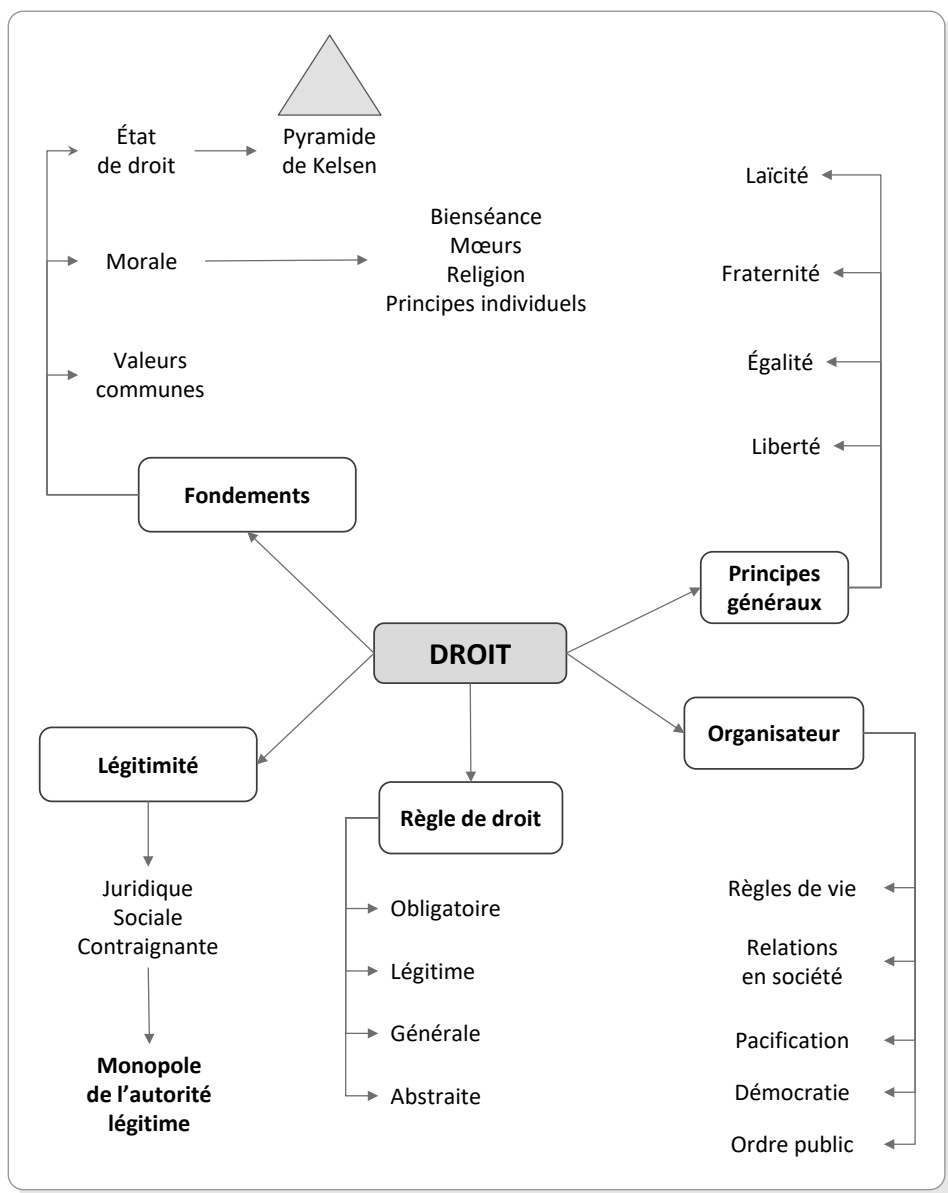 Pyramide
de Kelsen
État
de droit
Morale
Bienséance
Mœurs
Religion
Principes individuels
Valeurs
communes
Fondements
Laïcité
Fraternité
Égalité
Liberté
Principes
généraux
DROIT
Légitimité
Juridique
Sociale
Contraignante
Monopole
de l’autorité
légitime
Règle de droit
Obligatoire
Légitime
Générale
Abstraite
Organisateur
Règles de vie
Relations
en société
Pacification
Démocratie
Ordre public